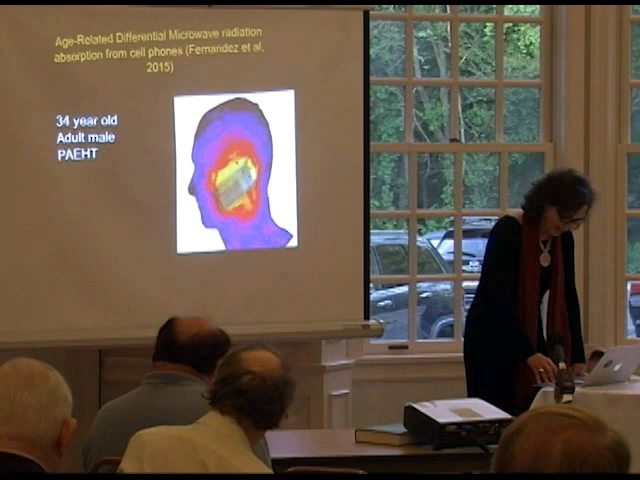 Age-Related Differential Microwave radiation
absorption from cell phones (Fernandez et al,
2015)
34 year old
Adult male
PAEHT